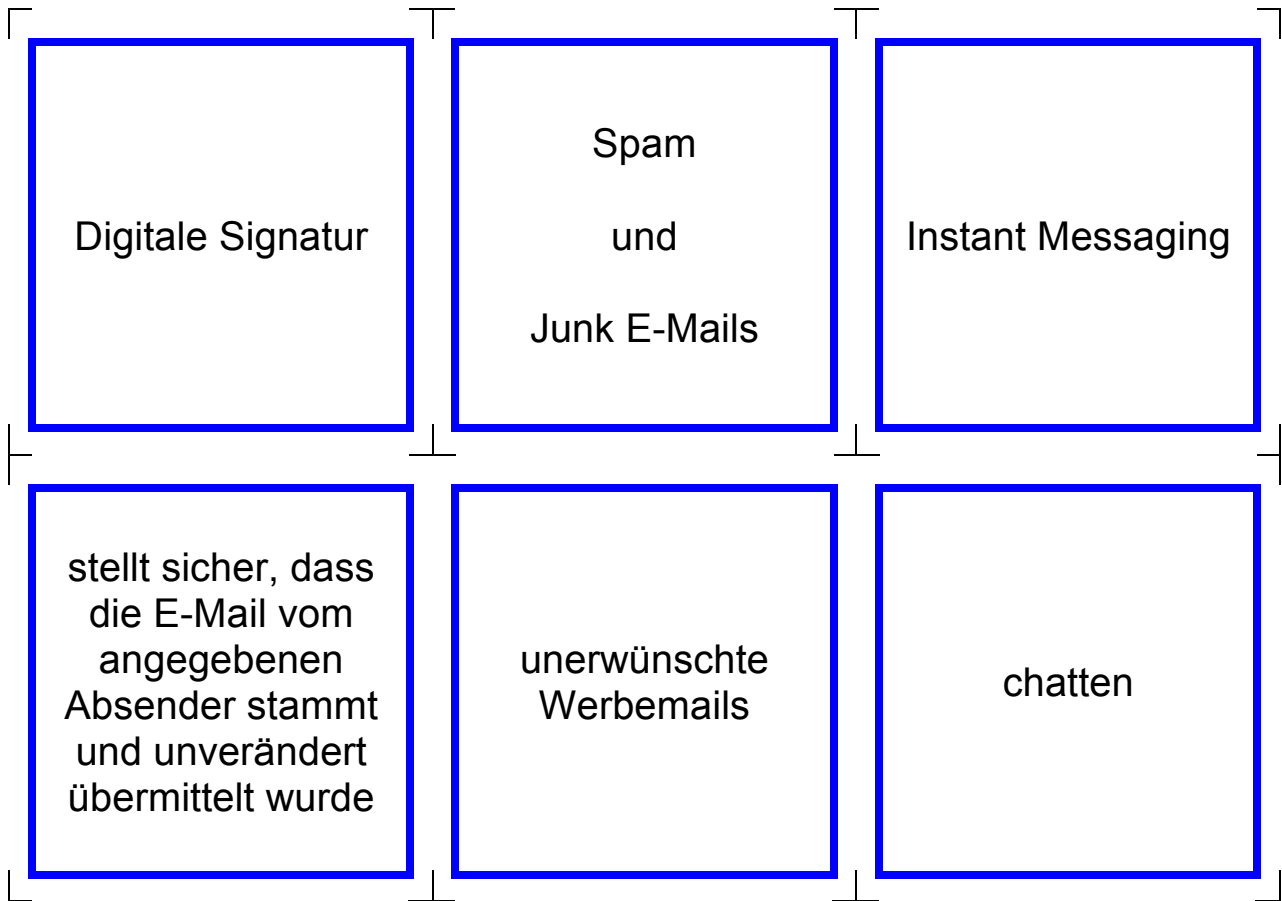 Digitale Signatur
Spam
und
Junk E-Mails
Instant Messaging
stellt sicher, dass
die E-Mail vom
angegebenen
Absender stammt
und unverändert
übermittelt wurde
unerwünschte
Werbemails
chatten